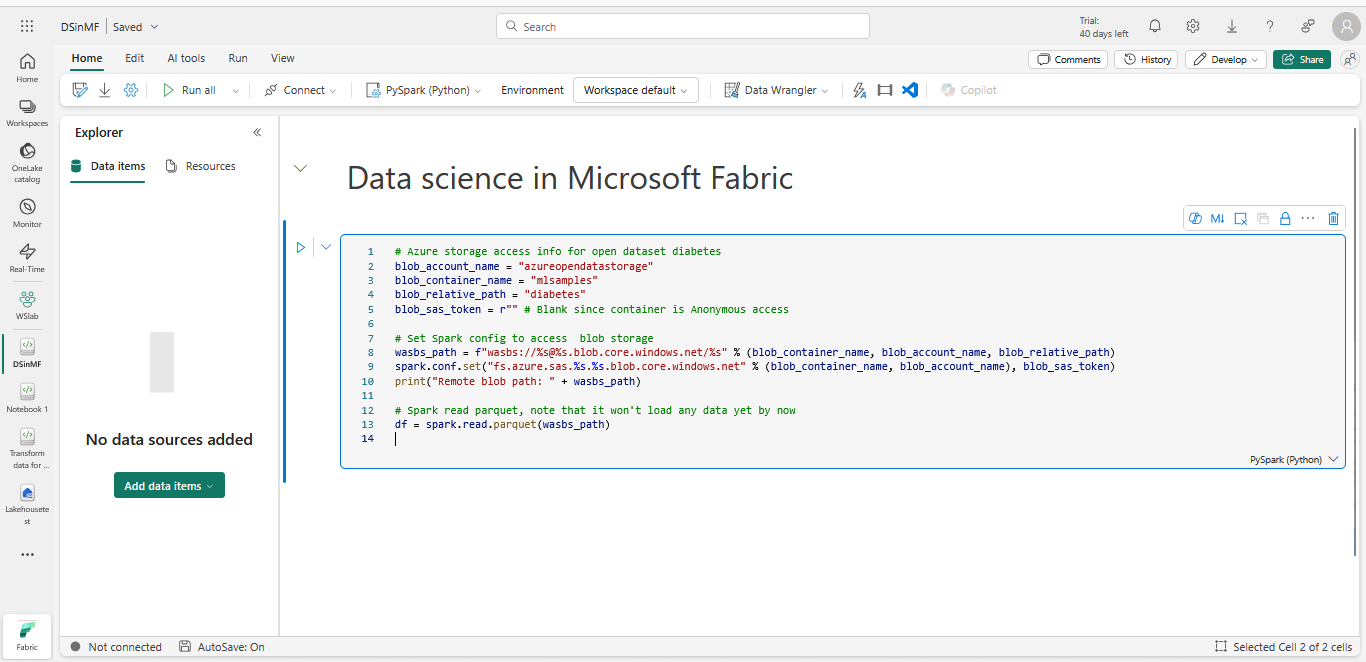 DSinMF
Saved
Search
Trial:
40 days left
Home
Edit
AI tools
Run
View
Comments
History
Develop
Share
Run all
Connect
PySpark (Python)
Environment
Workspace default
Data Wrangler
Copilot
Home
Workspaces
OneLake
catalog
Monitor
Real-Time
WSlab
DSinMF
Notebook 1
Transform
data for ...
Lakehousete
st
Fabric
Explorer
Data items
Resources
No data sources added
Add data items
Data science in Microsoft Fabric
M↓
1 # Azure storage access info for open dataset diabetes
2 blob_account_name = "azureopendatastorage"
3 blob_container_name = "mlsamples"
4 blob_relative_path = "diabetes"
5 blob_sas_token = r"" # Blank since container is Anonymous access
6
7 # Set Spark config to access  blob storage
8 wasbs_path = f"wasbs://%s@%s.blob.core.windows.net/%s" % (blob_container_name, blob_account_name, blob_relative_path)
9 spark.conf.set("fs.azure.sas.%s.%s.blob.core.windows.net" % (blob_container_name, blob_account_name), blob_sas_token)
10 print("Remote blob path: " + wasbs_path)
11
12 # Spark read parquet, note that it won't load any data yet by now
13 df = spark.read.parquet(wasbs_path)
14
PySpark (Python)
Not connected
AutoSave: On
Selected Cell 2 of 2 cells